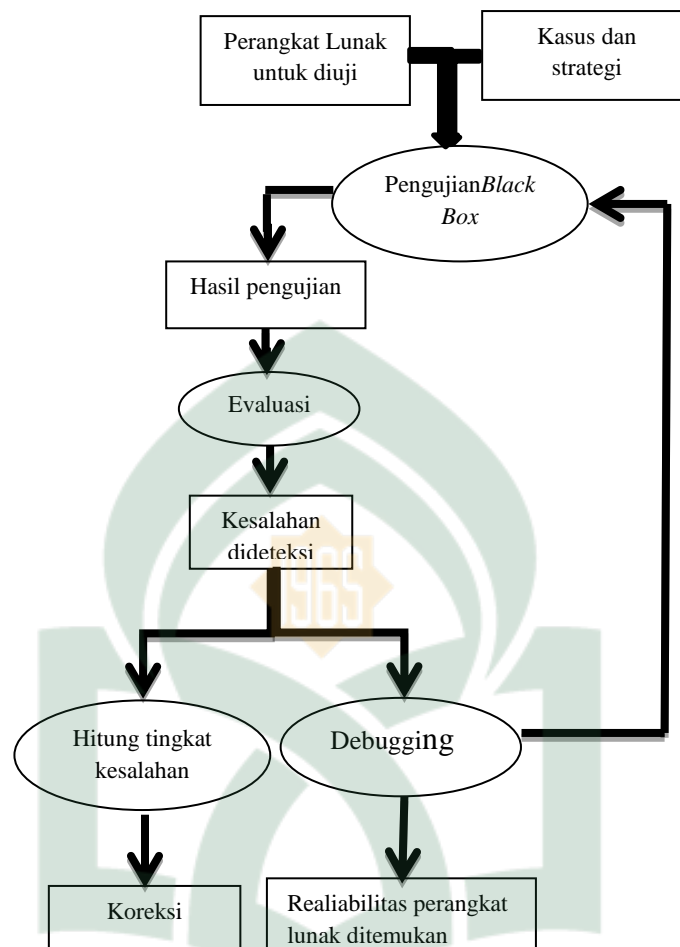 Perangkat Lunak
untuk diuji
Kasus dan
strategi
PengujianBlack
Box
Hasil pengujian
Evaluasi
Kesalahan
dideteksi
1965
Hitung tingkat
kesalahan
Debugging
Koreksi
Realiabilitas perangkat
lunak ditemukan